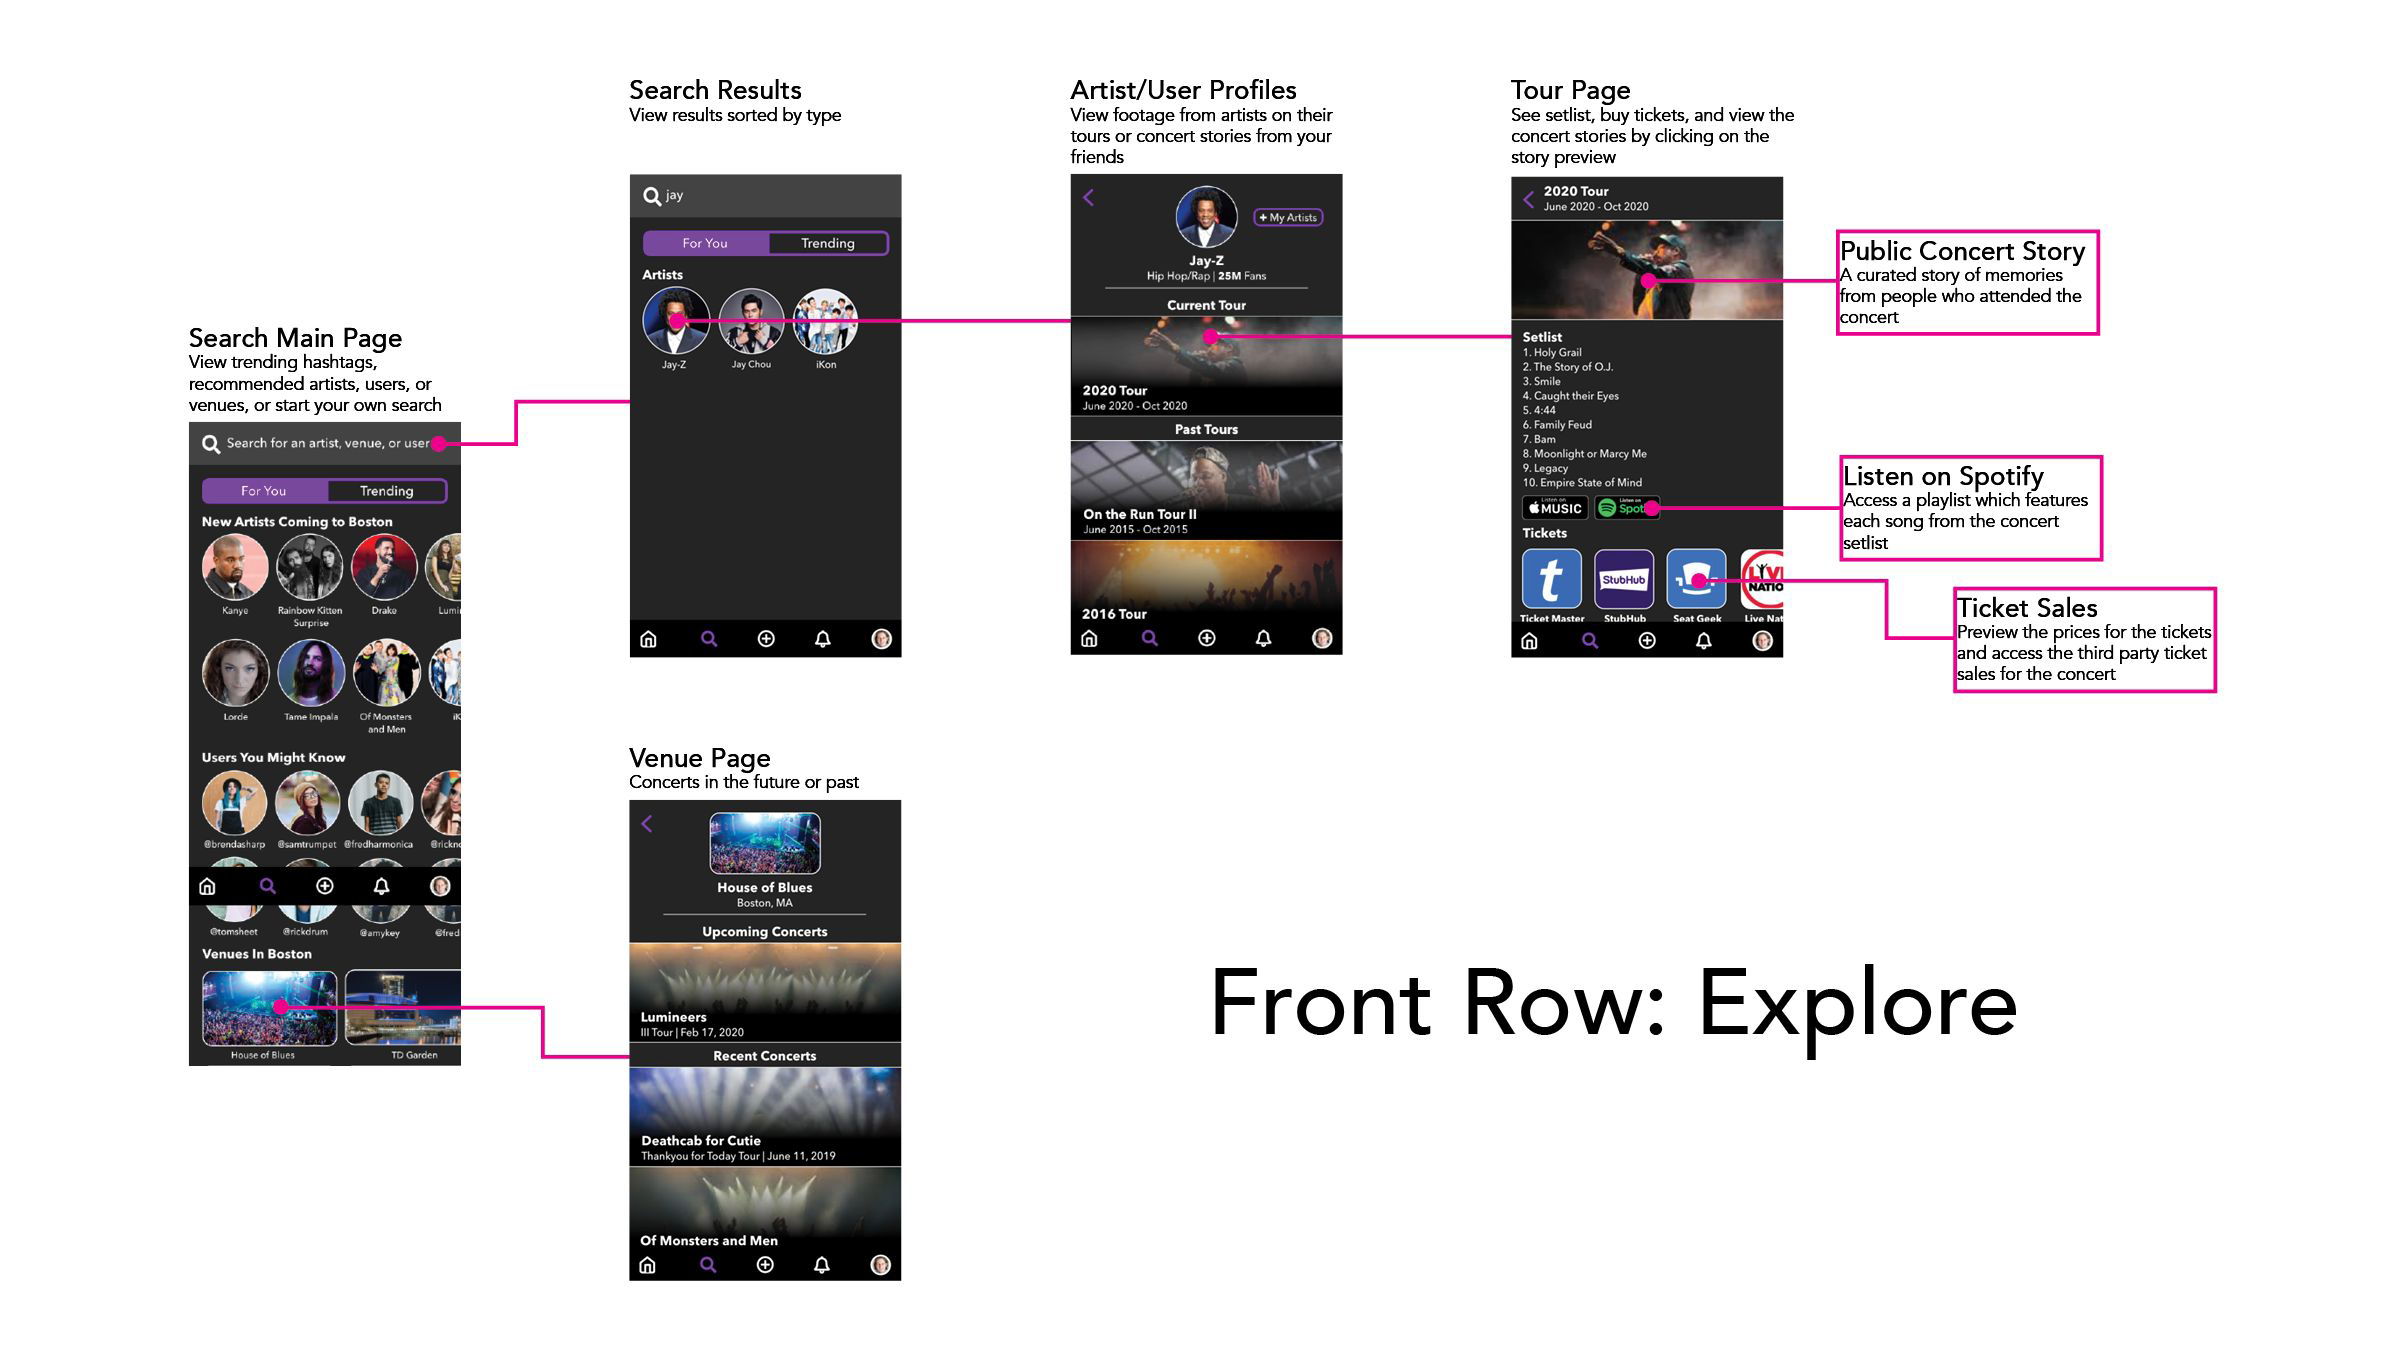 Search Main Page
View trending hashtags,
recommended artists, users, or
venues, or start your own search
Search for an artist, venue, or user
For You
Trending
New Artists Coming to Boston
Kanye
Rainbow Kitten
Surprise
Drake
Lumin
Lorde
Tame Impala
Of Monsters
and Men
iK
Users You Might Know
@brendasharp
@samtrumpet
@fredharmonica
@rickn
@tomsheet
@rickdrum
@amykey
@fred
Venues In Boston
House of Blues
TD Garden
Search Results
View results sorted by type
jay
For You
Trending
Artists
Jay-Z
Jay Chou
iKon
Venue Page
Concerts in the future or past
House of Blues
Boston, MA
Upcoming Concerts
Lumineers
III Tour | Feb 17, 2020
Recent Concerts
Deathcab for Cutie
Thankyou for Today Tour | June 11, 2019
Of Monsters and Men
Artist/User Profiles
View footage from artists on their
tours or concert stories from your
friends
+ My Artists
Jay-Z
Hip Hop/Rap | 25M Fans
Current Tour
2020 Tour
June 2020 - Oct 2020
Past Tours
On the Run Tour II
June 2015 - Oct 2015
2016 Tour
Tour Page
See setlist, buy tickets, and view the
concert stories by clicking on the
story preview
2020 Tour
June 2020 - Oct 2020
Setlist
1. Holy Grail
2. The Story of O.J.
3. Smile
4. Caught their Eyes
5. 4:44
6. Family Feud
7. Bam
8. Moonlight or Marcy Me
9. Legacy
10. Empire State of Mind
Listen on
MUSIC
Listen on
Spot
Tickets
t
StubHub
LIV
NATIO
Ticket Master
StubHub
Seat Geek
Live Nat
Public Concert Story
A curated story of memories
from people who attended the
concert
Listen on Spotify
Access a playlist which features
each song from the concert
setlist
Ticket Sales
Preview the prices for the tickets
and access the third party ticket
sales for the concert
Front Row: Explore